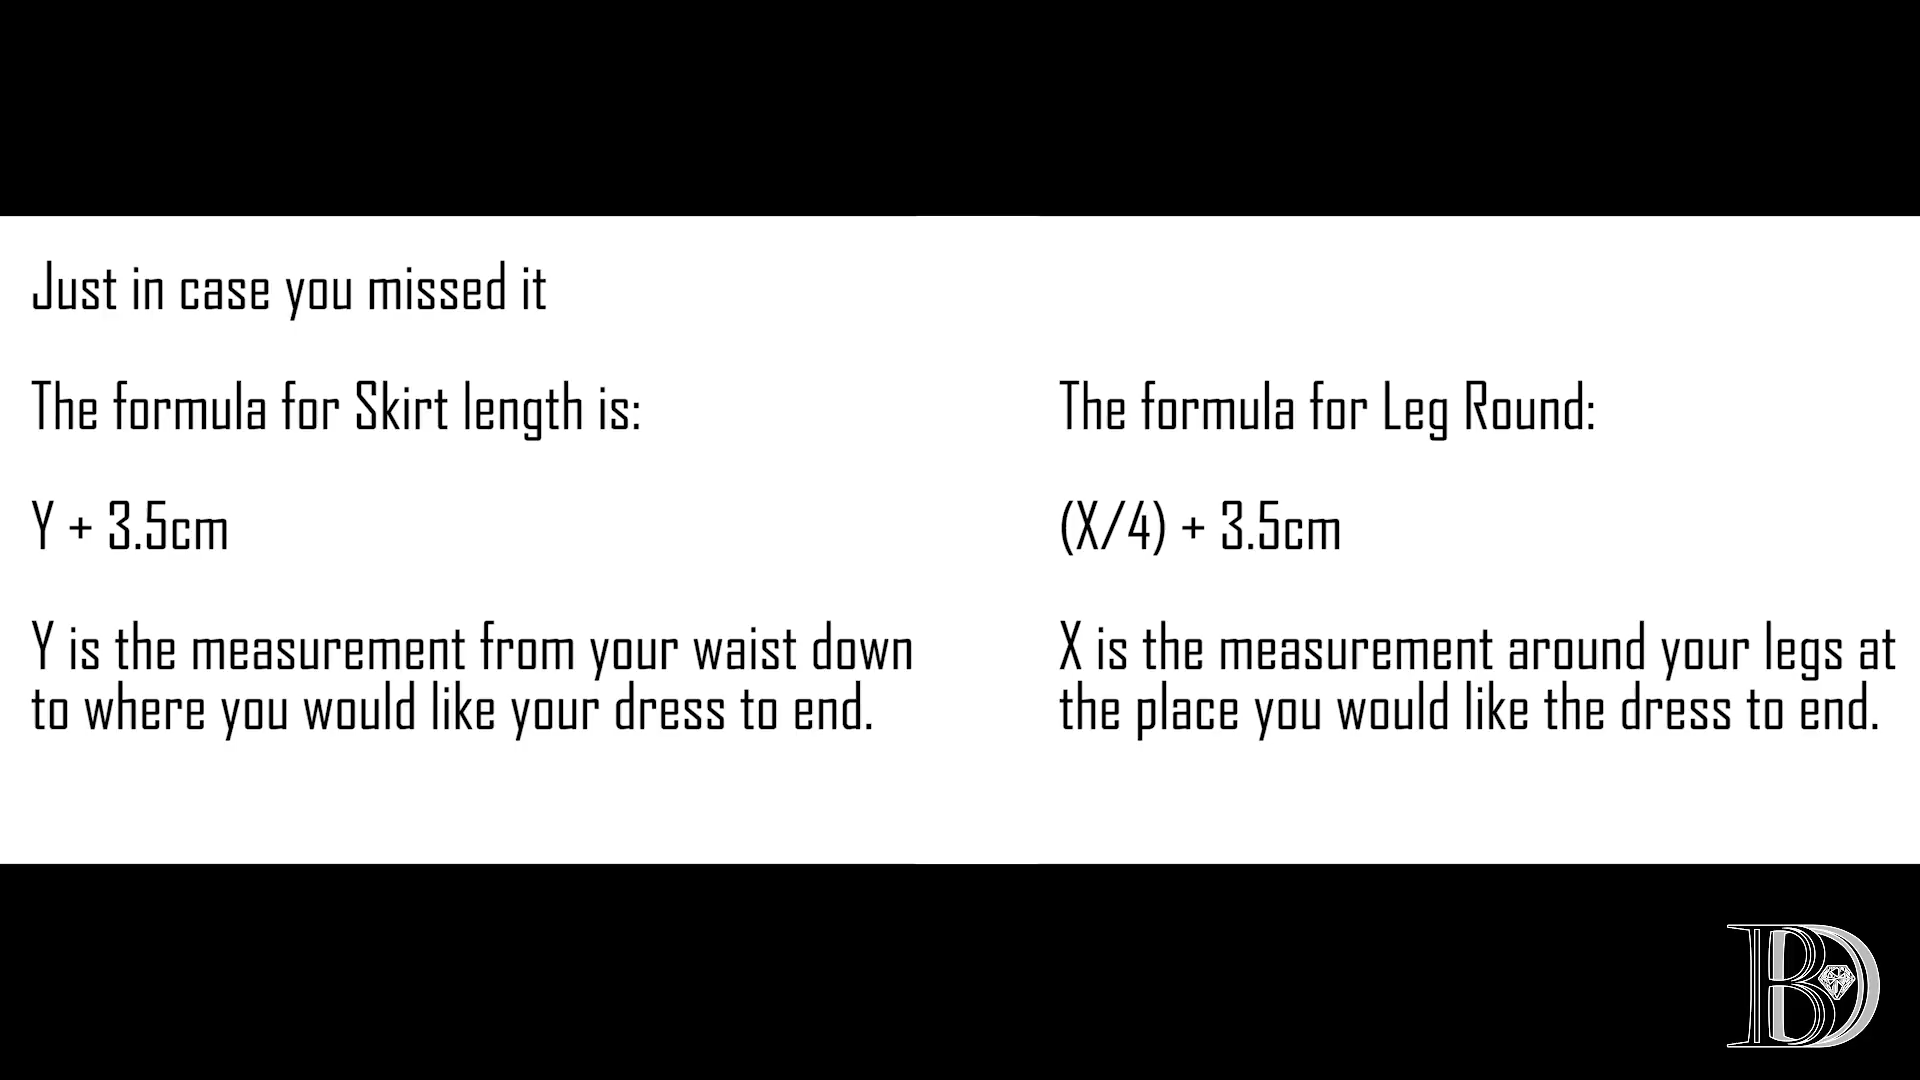 Just in case you missed it
The formula for Skirt length is:
Y + 3.5cm
Y is the measurement from your waist down
to where you would like your dress to end.
The formula for Leg Round:
(X/4) + 3.5cm
X is the measurement around your legs at
the place you would like the dress to end.
BD